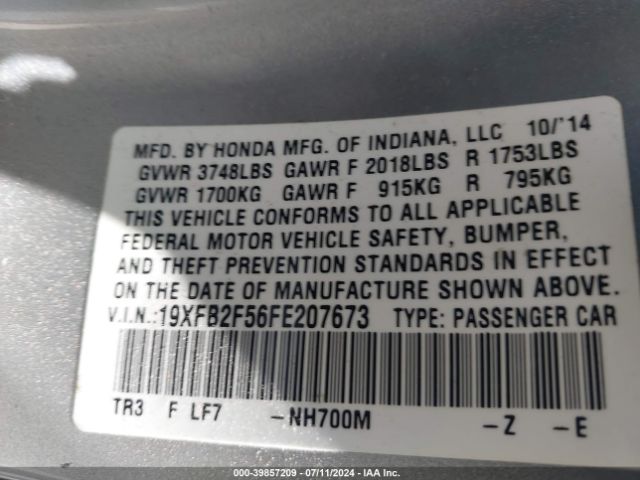 MFD. BY HONDA MFG. OF INDIANA, LLC 10/'14
GVWR 3748LBS GAWR F 2018LBS R 1753LBS
GVWR 1700KG GAWR F 915KG R 795KG
THIS VEHICLE CONFORMS TO ALL APPLICABLE
FEDERAL MOTOR VEHICLE SAFETY, BUMPER,
AND THEFT PREVENTION STANDARDS IN EFFECT
ON THE DATE OF MANUFACTURE SHOWN ABOVE.
V.I.N.:19XFB2F56FE207673 TYPE: PASSENGER CAR
TR3 F LF7 -NH700M -Z -E
000-39857209 - 07/11/2024 - IAA Inc.